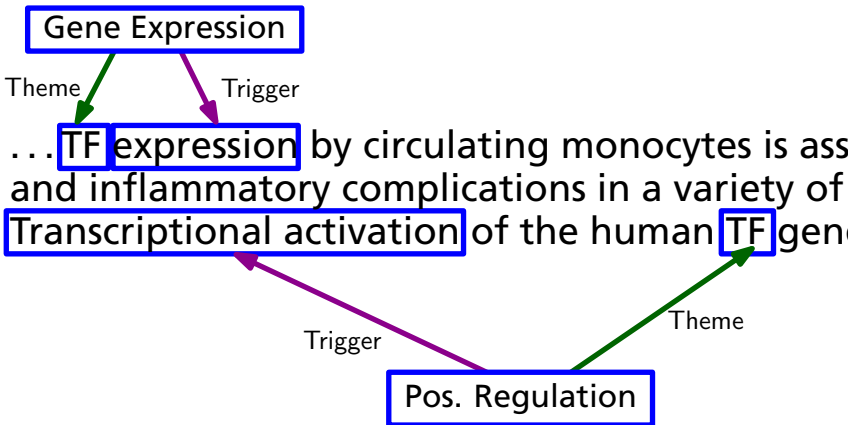 Gene Expression
Theme
Trigger
...TF expression by circulating monocytes is ass
and inflammatory complications in a variety of
Transcriptional activation of the human TF gen
Trigger
Theme
Pos. Regulation